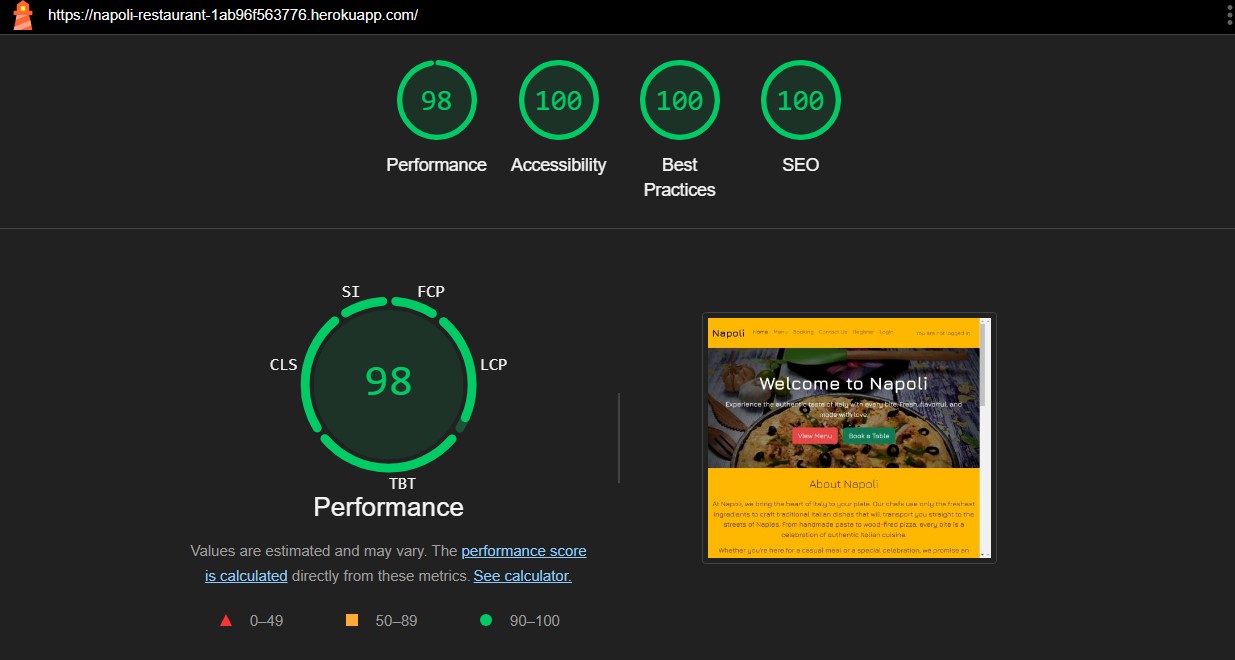 https://napoli-restaurant-1ab96f563776.herokuapp.com/
98
100
100
100
Performance
Accessibility
Best
Practices
SEO
SI
FCP
CLS
LCP
98
TBT
Performance
Values are estimated and may vary. The performance score
is calculated directly from these metrics. See calculator.
0–49
50–89
90–100
Napoli
Home Menu Booking Contact Us Register Login
You are not logged in
Welcome to Napoli
Experience the authentic taste of Italy with every bite. Fresh, flavorful, and
made with love.
View Menu
Book a Table
About Napoli
At Napoli, we bring the heart of Italy to your plate. Our chefs use only the freshest
ingredients to craft traditional Italian dishes that will transport you straight to the
streets of Naples. From handmade pasta to wood-fired pizza, every bite is a
celebration of authentic Italian cuisine.
Whether you're here for a casual meal or a special celebration, we promise an